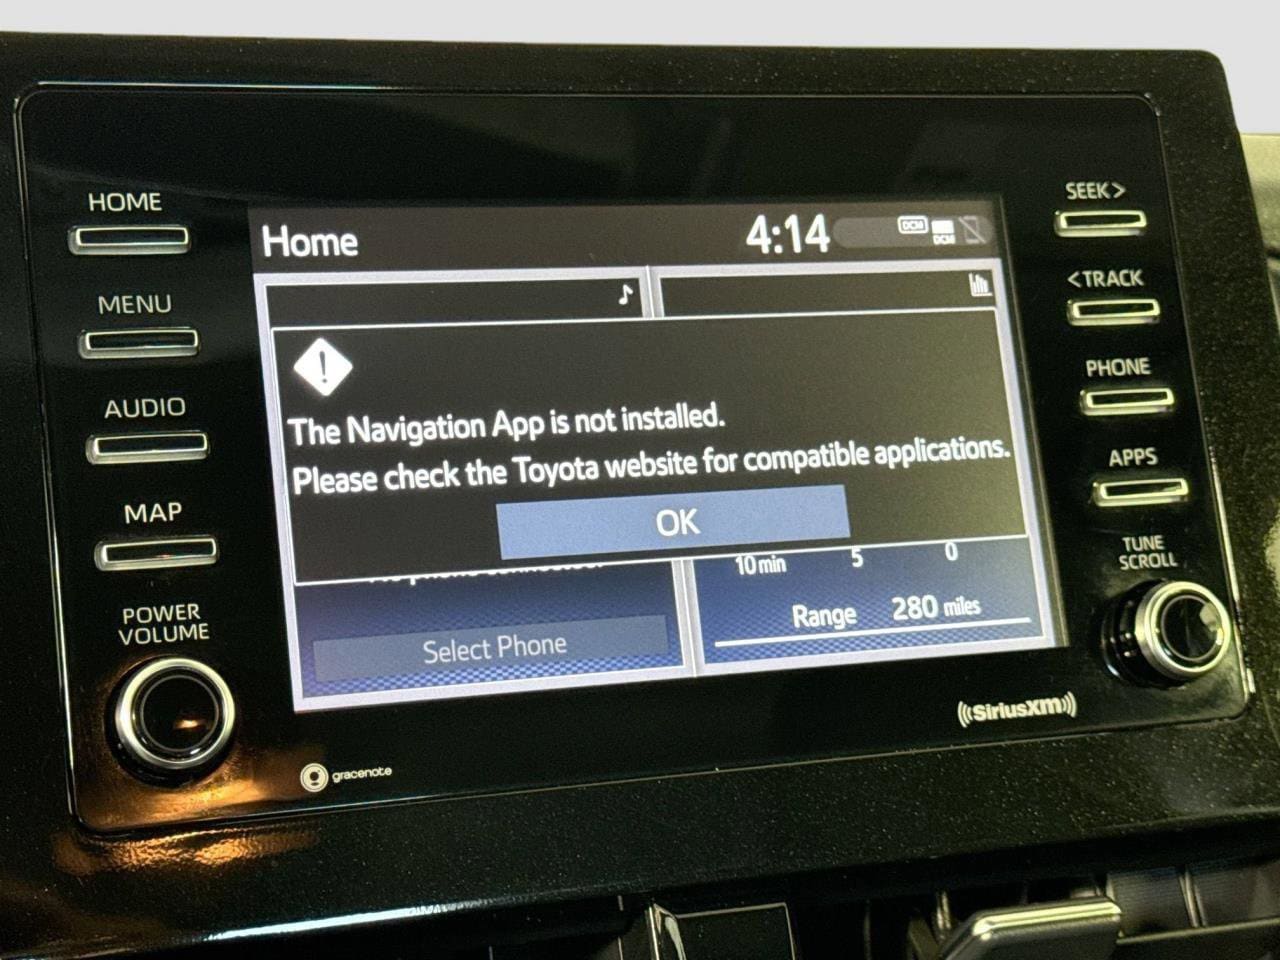 HOME
MENU
AUDIO
MAP
POWER
VOLUME
Home
4:14
DCM
DCM
The Navigation App is not installed.
Please check the Toyota website for compatible applications.
OK
10 min 5 0
Range 280 miles
Select Phone
SEEK>
<TRACK
PHONE
APPS
TUNE
SCROLL
gracenote
SiriusXM